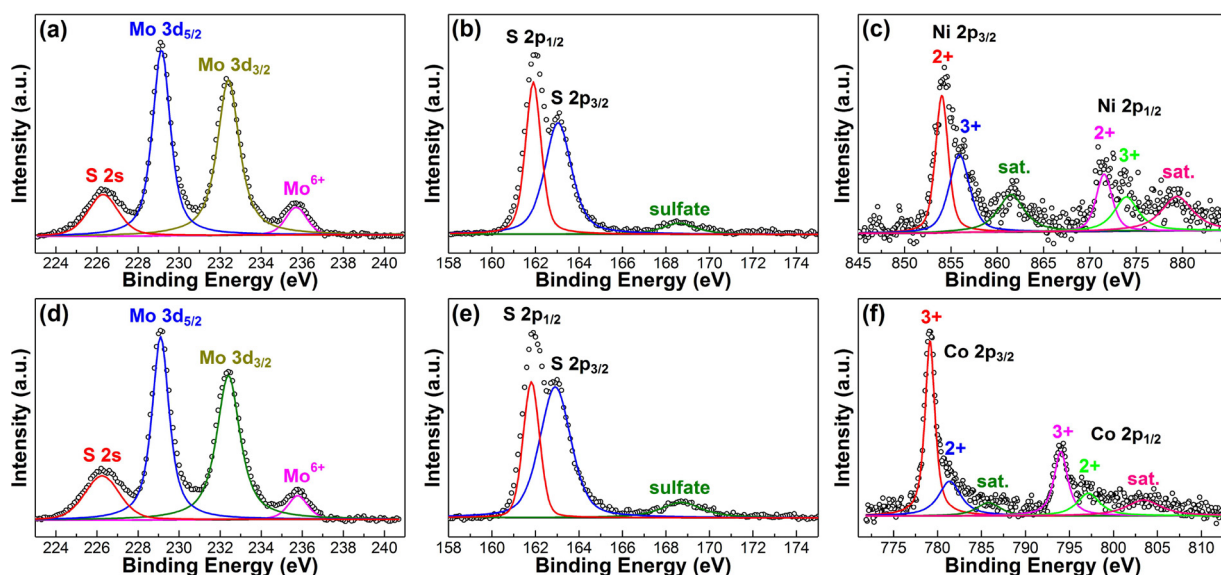 (a)
Mo 3d5/2
Mo 3d3/2
S 2s
Mo6+
Intensity (a.u.)
224 226 228 230 232 234 236 238 240
Binding Energy (eV)
(b)
S 2p1/2
S 2p3/2
sulfate
Intensity (a.u.)
158 160 162 164 166 168 170 172 174
Binding Energy (eV)
(c)
Ni 2p3/2
2+
3+
sat.
Ni 2p1/2
2+
3+
sat.
Intensity (a.u.)
845 850 855 860 865 870 875 880
Binding Energy (eV)
(d)
Mo 3d5/2
Mo 3d3/2
S 2s
Mo6+
Intensity (a.u.)
224 226 228 230 232 234 236 238 240
Binding Energy (eV)
(e)
S 2p1/2
S 2p3/2
sulfate
Intensity (a.u.)
158 160 162 164 166 168 170 172 174
Binding Energy (eV)
(f)
3+
Co 2p3/2
2+
sat.
3+
Co 2p1/2
2+
sat.
Intensity (a.u.)
775 780 785 790 795 800 805 810
Binding Energy (eV)